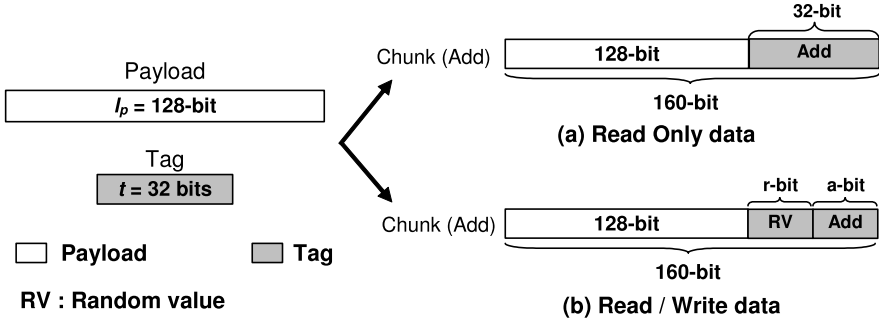 Payload
lp = 128-bit
Tag
t = 32 bits
Payload
Tag
RV : Random value
32-bit
Chunk (Add)
128-bit
Add
160-bit
(a) Read Only data
r-bit
a-bit
Chunk (Add)
128-bit
RV
Add
160-bit
(b) Read / Write data